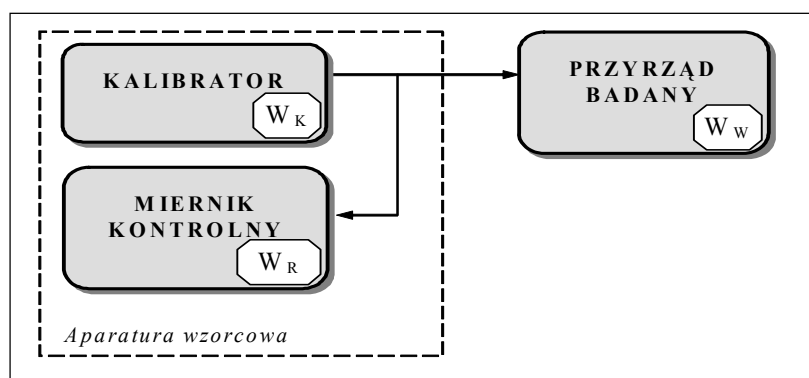 KALIBRATOR
W K
PRZYRZĄD
BADANY
W W
MIERNIK
KONTROLNY
W R
Aparatura wzorcowa